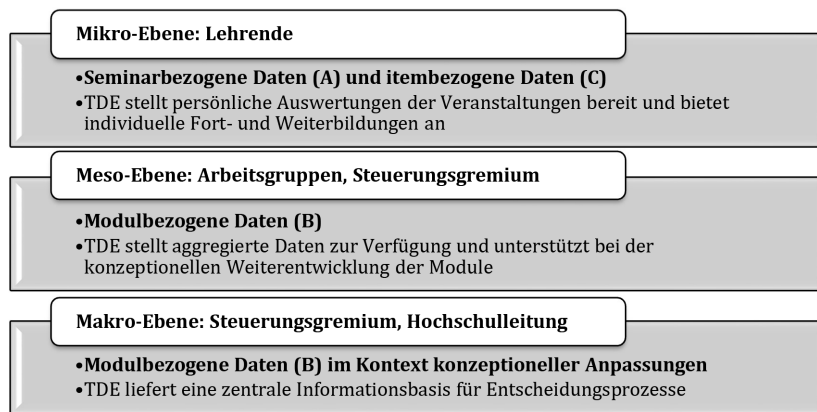 Mikro-Ebene: Lehrende
•Seminarbezogene Daten (A) und itembezogene Daten (C)
•TDE stellt persönliche Auswertungen der Veranstaltungen bereit und bietet
individuelle Fort- und Weiterbildungen an
Meso-Ebene: Arbeitsgruppen, Steuerungsgremium
•Modulbezogene Daten (B)
•TDE stellt aggregierte Daten zur Verfügung und unterstützt bei der
konzeptionellen Weiterentwicklung der Module
Makro-Ebene: Steuerungsgremium, Hochschulleitung
•Modulbezogene Daten (B) im Kontext konzeptioneller Anpassungen
•TDE liefert eine zentrale Informationsbasis für Entscheidungsprozesse